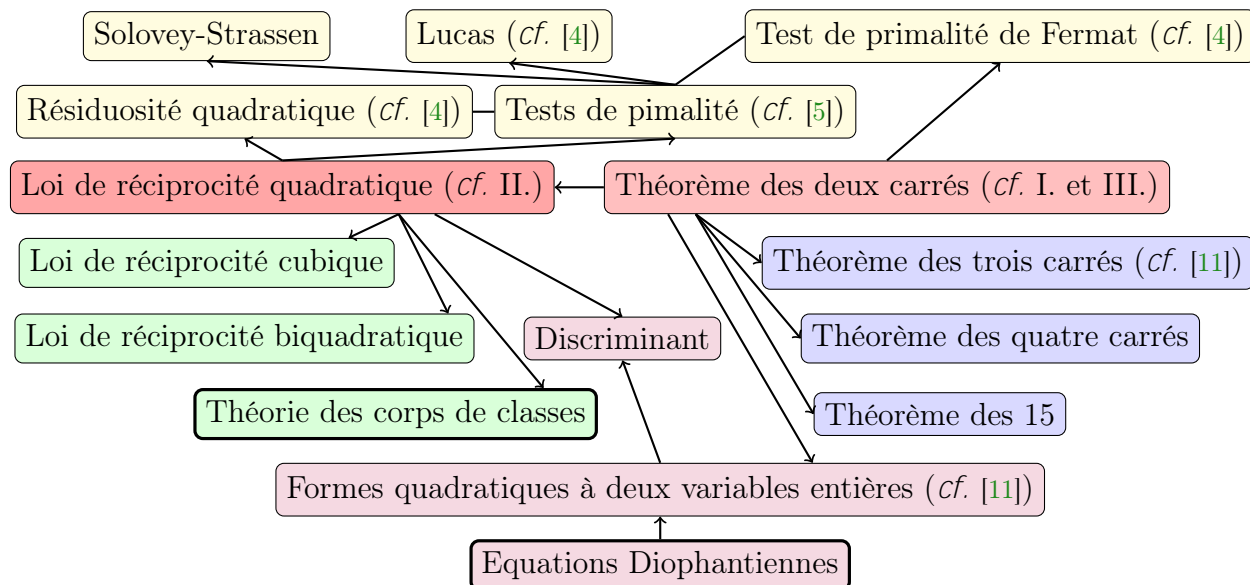 Solovey-Strassen
Lucas (cf. [4])
Test de primalité de Fermat (cf. [4])
Résiduosité quadratique (cf. [4])
Tests de pimalité (cf. [5])
Loi de réciprocité quadratique (cf. II.)
Théorème des deux carrés (cf. I. et III.)
Loi de réciprocité cubique
Théorème des trois carrés (cf. [11])
Loi de réciprocité biquadratique
Discriminant
Théorème des quatre carrés
Théorie des corps de classes
Théorème des 15
Formes quadratiques à deux variables entières (cf. [11])
Equations Diophantiennes